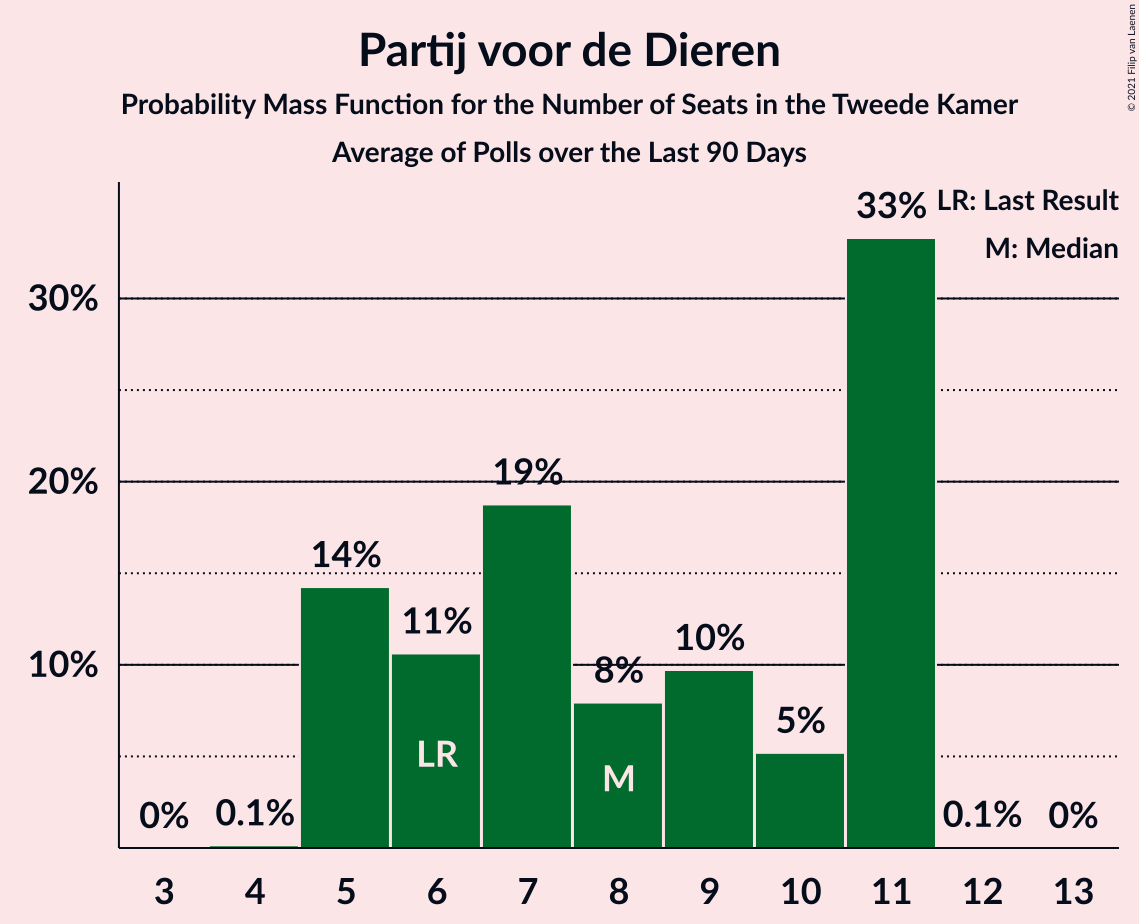 Partij voor de Dieren
Probability Mass Function for the Number of Seats in the Tweede Kamer
Average of Polls over the Last 90 Days
© 2021 Filip van Laenen
LR: Last Result
M: Median
30%
20%
10%
0%
0.1%
14%
11%
19%
8%
10%
5%
33%
0.1%
0%
LR
M
3 4 5 6 7 8 9 10 11 12 13